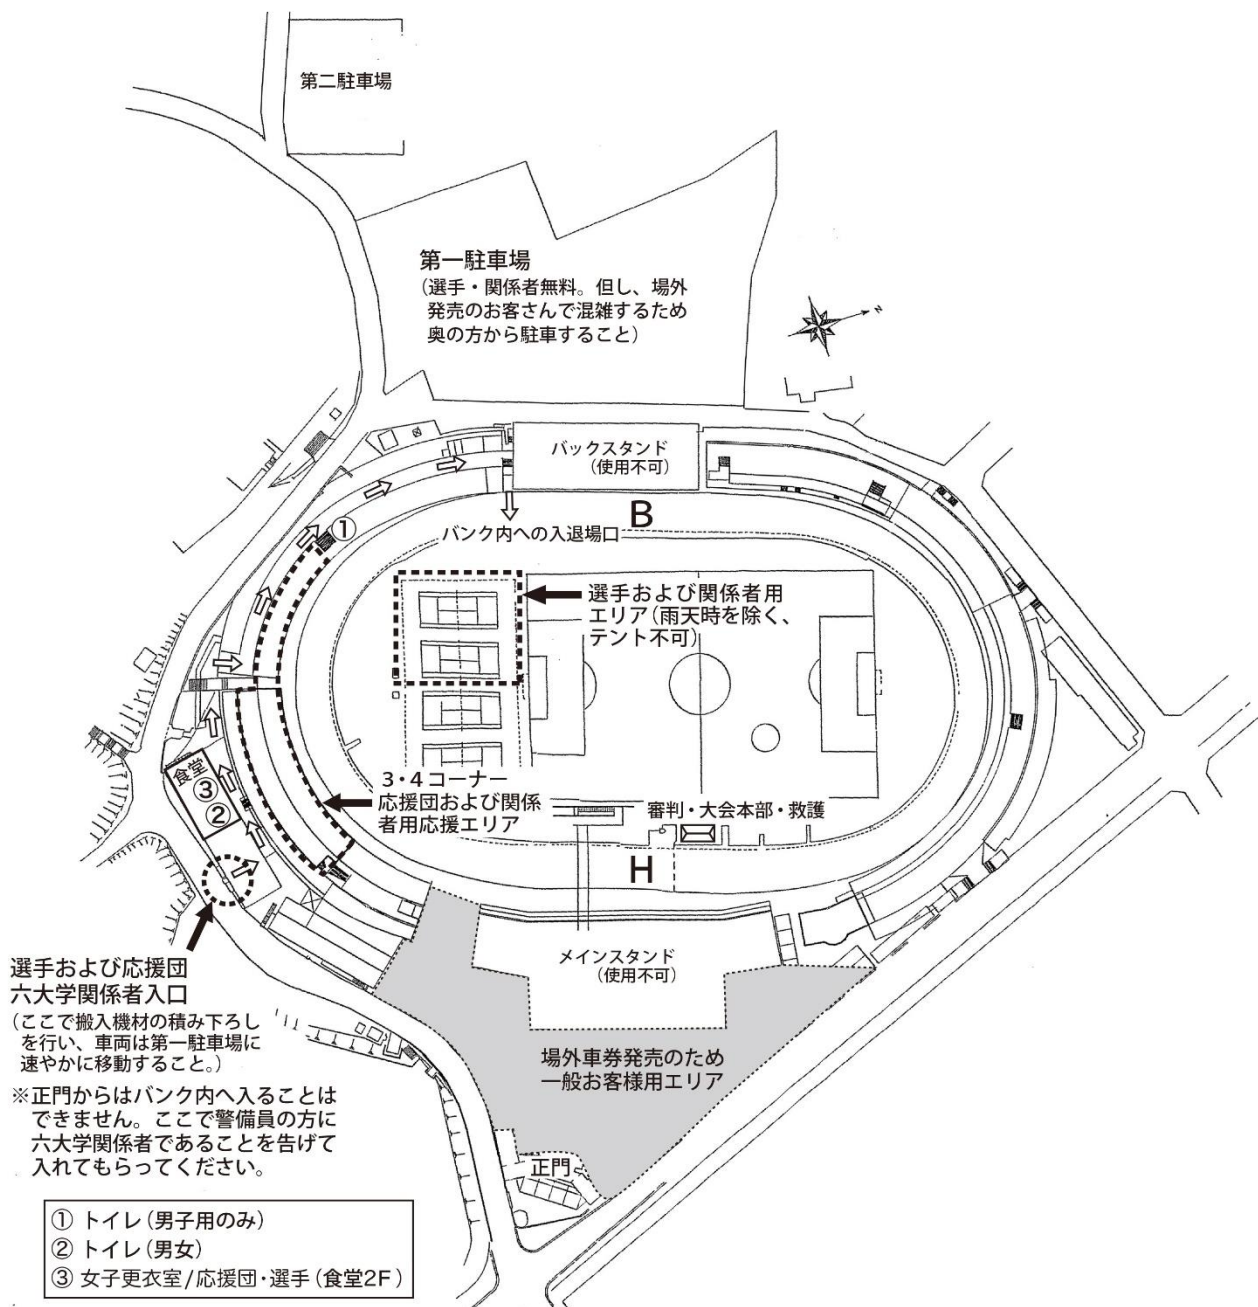 第二駐車場
第一駐車場
(選手・関係者無料。但し、場外
発売のお客さんで混雑するため
奥の方から駐車すること)
N
バックスタンド
(使用不可)
B
①
バンク内への入退場口
選手および関係者用
エリア(雨天時を除く、
テント不可)
食堂
③
②
3・4コーナー
応援団および関係
者用応援エリア
審判・大会本部・救護
H
メインスタンド
(使用不可)
選手および応援団
六大学関係者入口
(ここで搬入機材の積み下ろし
を行い、車両は第一駐車場に
速やかに移動すること。)
※正門からはバンク内へ入ることは
できません。ここで警備員の方に
六大学関係者であることを告げて
入れてもらってください。
場外車券発売のため
一般お客様用エリア
正門
① トイレ(男子用のみ)
② トイレ(男女)
③ 女子更衣室/応援団・選手(食堂2F)